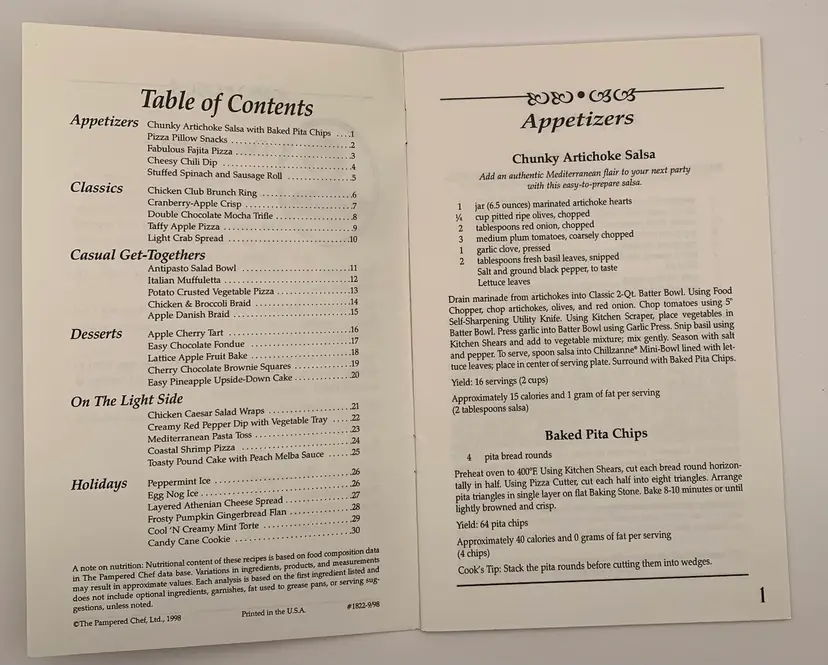 Table of Contents
Appetizers
Chunky Artichoke Salsa with Baked Pita Chips ....1
Pizza Pillow Snacks ........................2
Fabulous Fajita Pizza ........................3
Cheesy Chili Dip ..........................4
Stuffed Spinach and Sausage Roll .............5
Classics
Chicken Club Brunch Ring ...................6
Cranberry-Apple Crisp ......................7
Double Chocolate Mocha Trifle ................8
Taffy Apple Pizza ..........................9
Light Crab Spread .........................10
Casual Get-Togethers
Antipasto Salad Bowl ......................11
Italian Muffuletta .........................12
Potato Crusted Vegetable Pizza ...............13
Chicken & Broccoli Braid ...................14
Apple Danish Braid .......................15
Desserts
Apple Cherry Tart ........................16
Easy Chocolate Fondue ....................17
Lattice Apple Fruit Bake ....................18
Cherry Chocolate Brownie Squares ............19
Easy Pineapple Upside-Down Cake ............20
On The Light Side
Chicken Caesar Salad Wraps .................21
Creamy Red Pepper Dip with Vegetable Tray .....22
Mediterranean Pasta Toss ...................23
Coastal Shrimp Pizza ......................24
Toasty Pound Cake with Peach Melba Sauce .....25
Holidays
Peppermint Ice ..........................26
Egg Nog Ice .............................26
Layered Athenian Cheese Spread ..............27
Frosty Pumpkin Gingerbread Flan .............28
Cool 'N Creamy Mint Torte ..................29
Candy Cane Cookie .......................30
A note on nutrition: Nutritional content of these recipes is based on food composition data
in The Pampered Chef data base. Variations in ingredients, products, and measurements
may result in approximate values. Each analysis is based on the first ingredient listed and
does not include optional ingredients, garnishes, fat used to grease pans, or serving sug-
gestions, unless noted.
©The Pampered Chef, Ltd., 1998 Printed in the U.S.A. #1822-9/98
Appetizers
Chunky Artichoke Salsa
Add an authentic Mediterranean flair to your next party
with this easy-to-prepare salsa.
1 jar (6.5 ounces) marinated artichoke hearts
¼ cup pitted ripe olives, chopped
2 tablespoons red onion, chopped
3 medium plum tomatoes, coarsely chopped
1 garlic clove, pressed
2 tablespoons fresh basil leaves, snipped
Salt and ground black pepper, to taste
Lettuce leaves
Drain marinade from artichokes into Classic 2-Qt. Batter Bowl. Using Food
Chopper, chop artichokes, olives, and red onion. Chop tomatoes using 5"
Self-Sharpening Utility Knife. Using Kitchen Scraper, place vegetables in
Batter Bowl. Press garlic into Batter Bowl using Garlic Press. Snip basil using
Kitchen Shears and add to vegetable mixture; mix gently. Season with salt
and pepper. To serve, spoon salsa into Chillzanne® Mini-Bowl lined with let-
tuce leaves; place in center of serving plate. Surround with Baked Pita Chips.
Yield: 16 servings (2 cups)
Approximately 15 calories and 1 gram of fat per serving
(2 tablespoons salsa)
Baked Pita Chips
4 pita bread rounds
Preheat oven to 400°F. Using Kitchen Shears, cut each bread round horizon-
tally in half. Using Pizza Cutter, cut each half into eight triangles. Arrange
pita triangles in single layer on flat Baking Stone. Bake 8-10 minutes or until
lightly browned and crisp.
Yield: 64 pita chips
Approximately 40 calories and 0 grams of fat per serving
(4 chips)
Cook's Tip: Stack the pita rounds before cutting them into wedges.
1